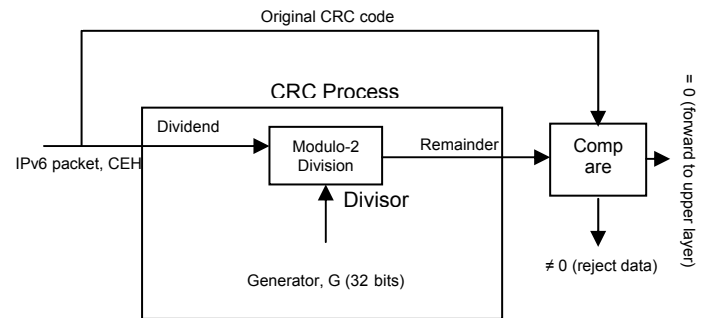 Original CRC code
CRC Process
Dividend
IPv6 packet, CEH
Modulo-2
Division
Remainder
Comp
are
= 0 (forward to upper layer)
Divisor
≠ 0 (reject data)
Generator, G (32 bits)